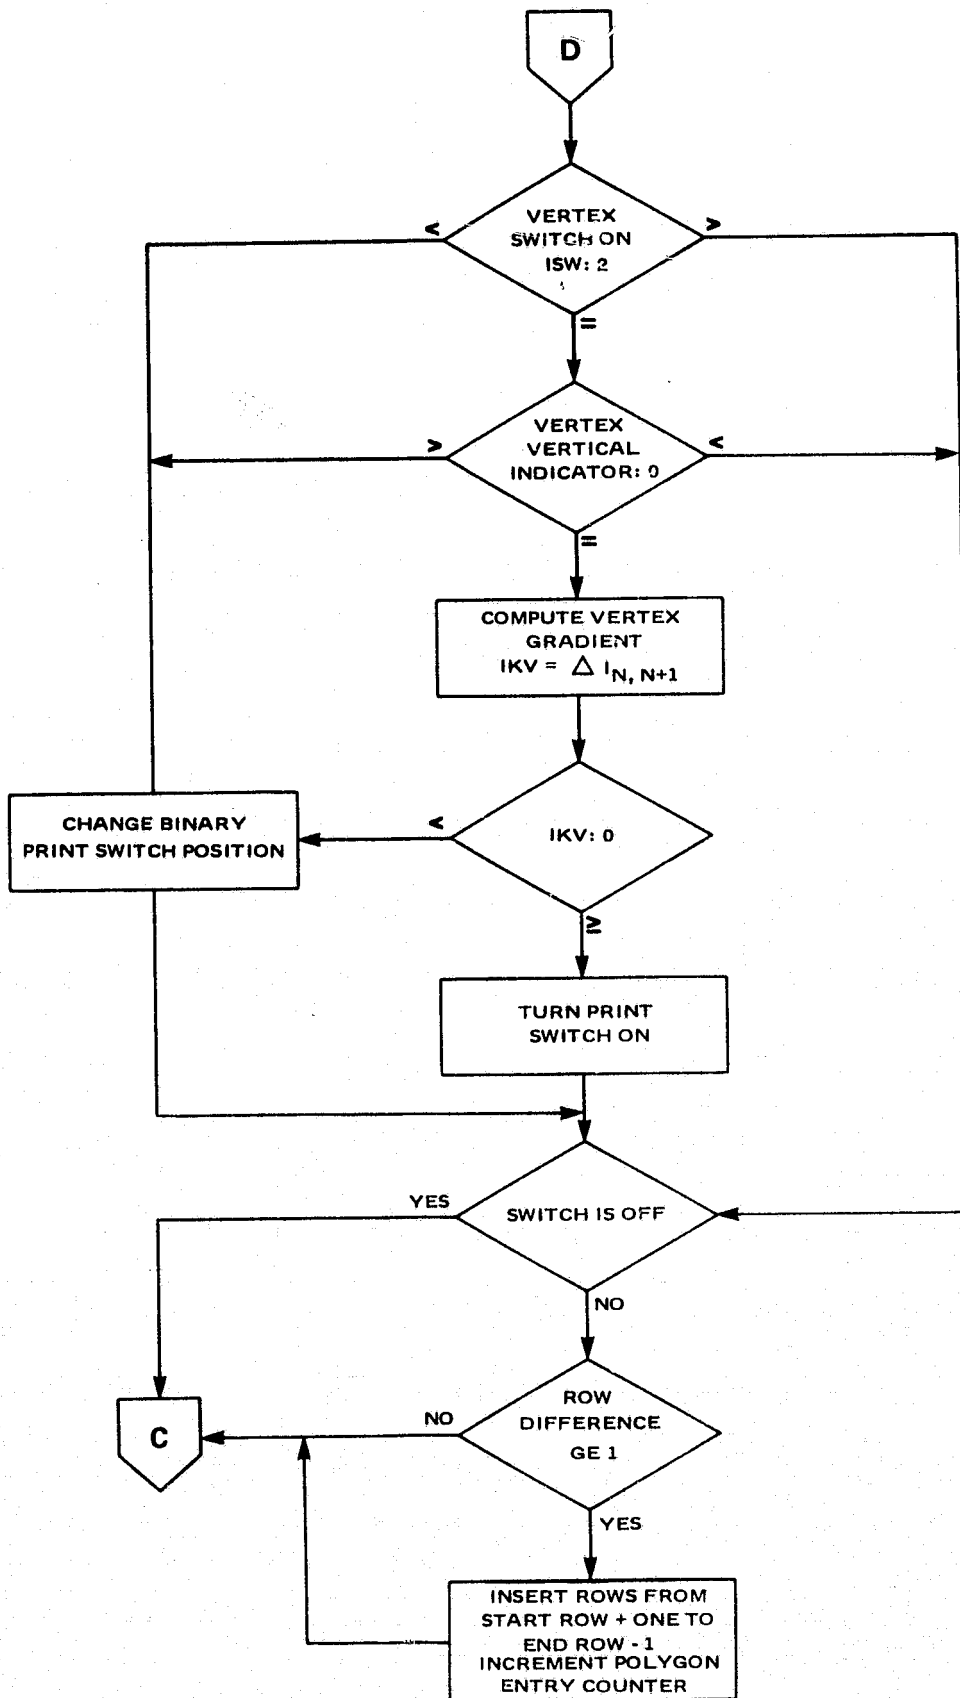 D
VERTEX
SWITCH ON
ISW: 2
<
>
=
VERTEX
VERTICAL
INDICATOR: 0
>
<
=
COMPUTE VERTEX
GRADIENT
IKV = △ I N, N+1
IKV: 0
<
≥
CHANGE BINARY
PRINT SWITCH POSITION
TURN PRINT
SWITCH ON
SWITCH IS OFF
YES
NO
ROW
DIFFERENCE
GE 1
NO
YES
C
INSERT ROWS FROM
START ROW + ONE TO
END ROW - 1
INCREMENT POLYGON
ENTRY COUNTER